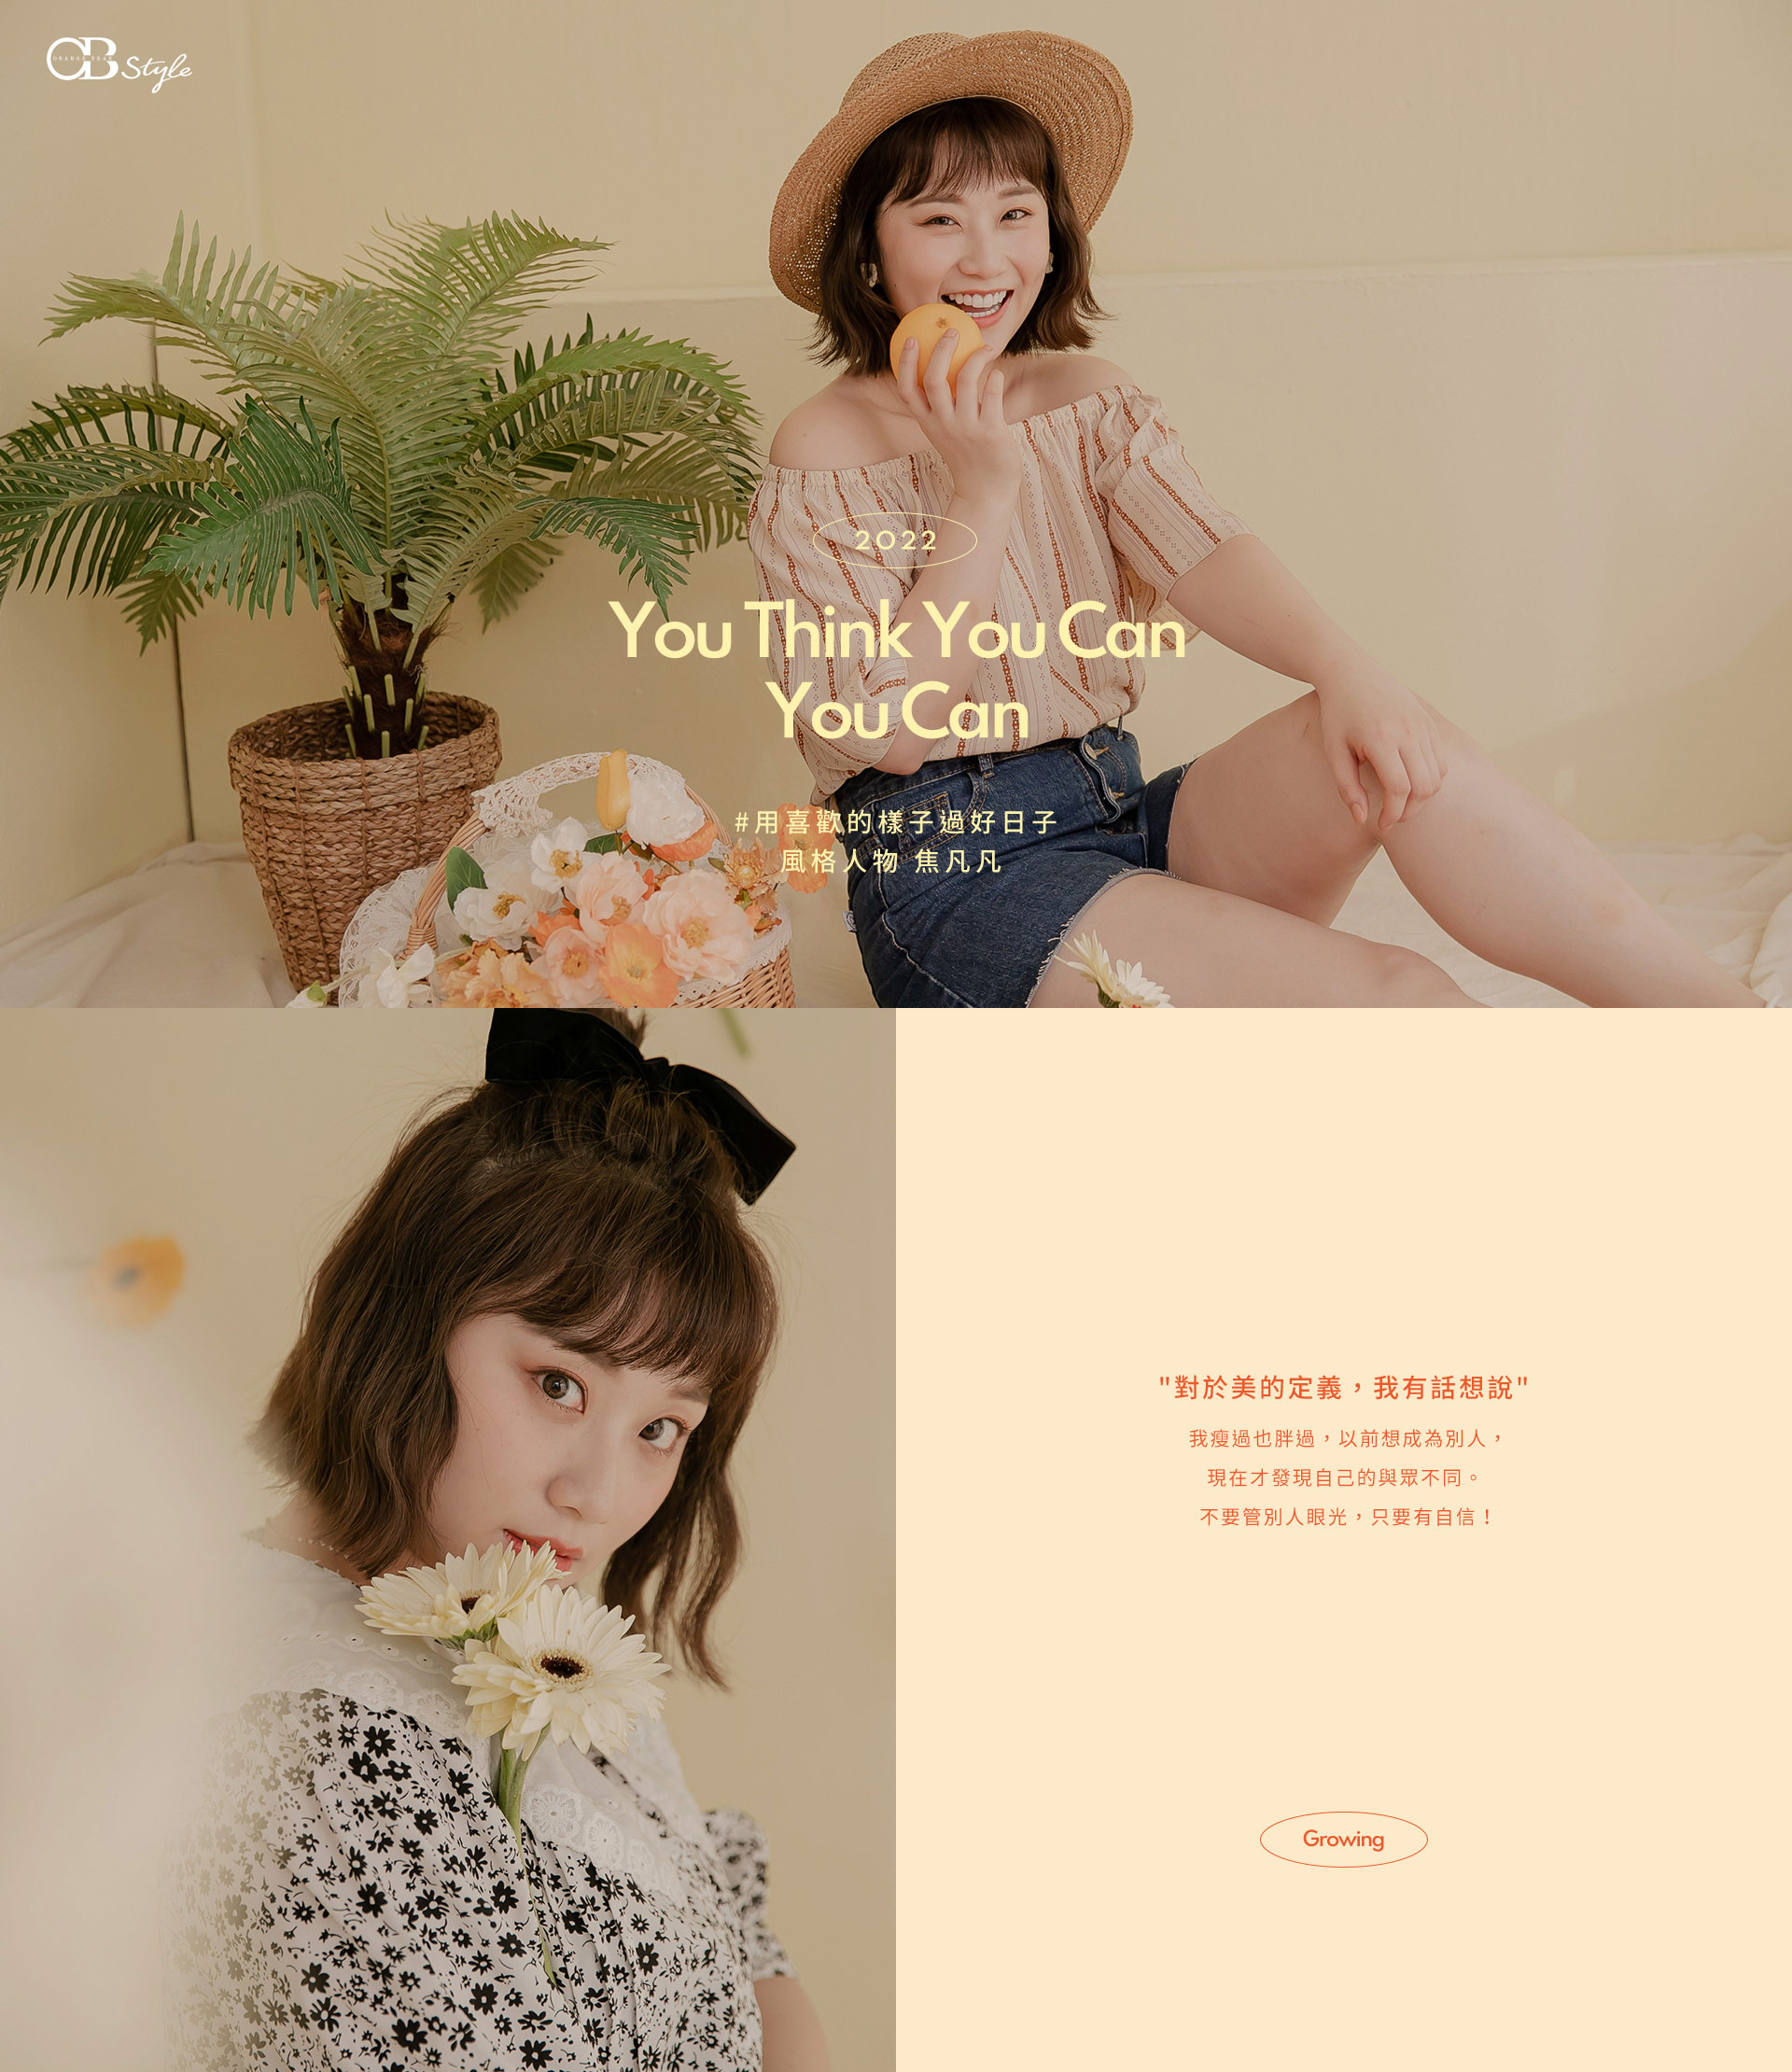 OB Style
ORANGE BEAR
2022
You Think You Can
You Can
#用喜歡的樣子過好日子
風格人物 焦凡凡
"對於美的定義，我有話想說"
我瘦過也胖過，以前想成為別人，
現在才發現自己的與眾不同。
不要管別人眼光，只要有自信！
Growing